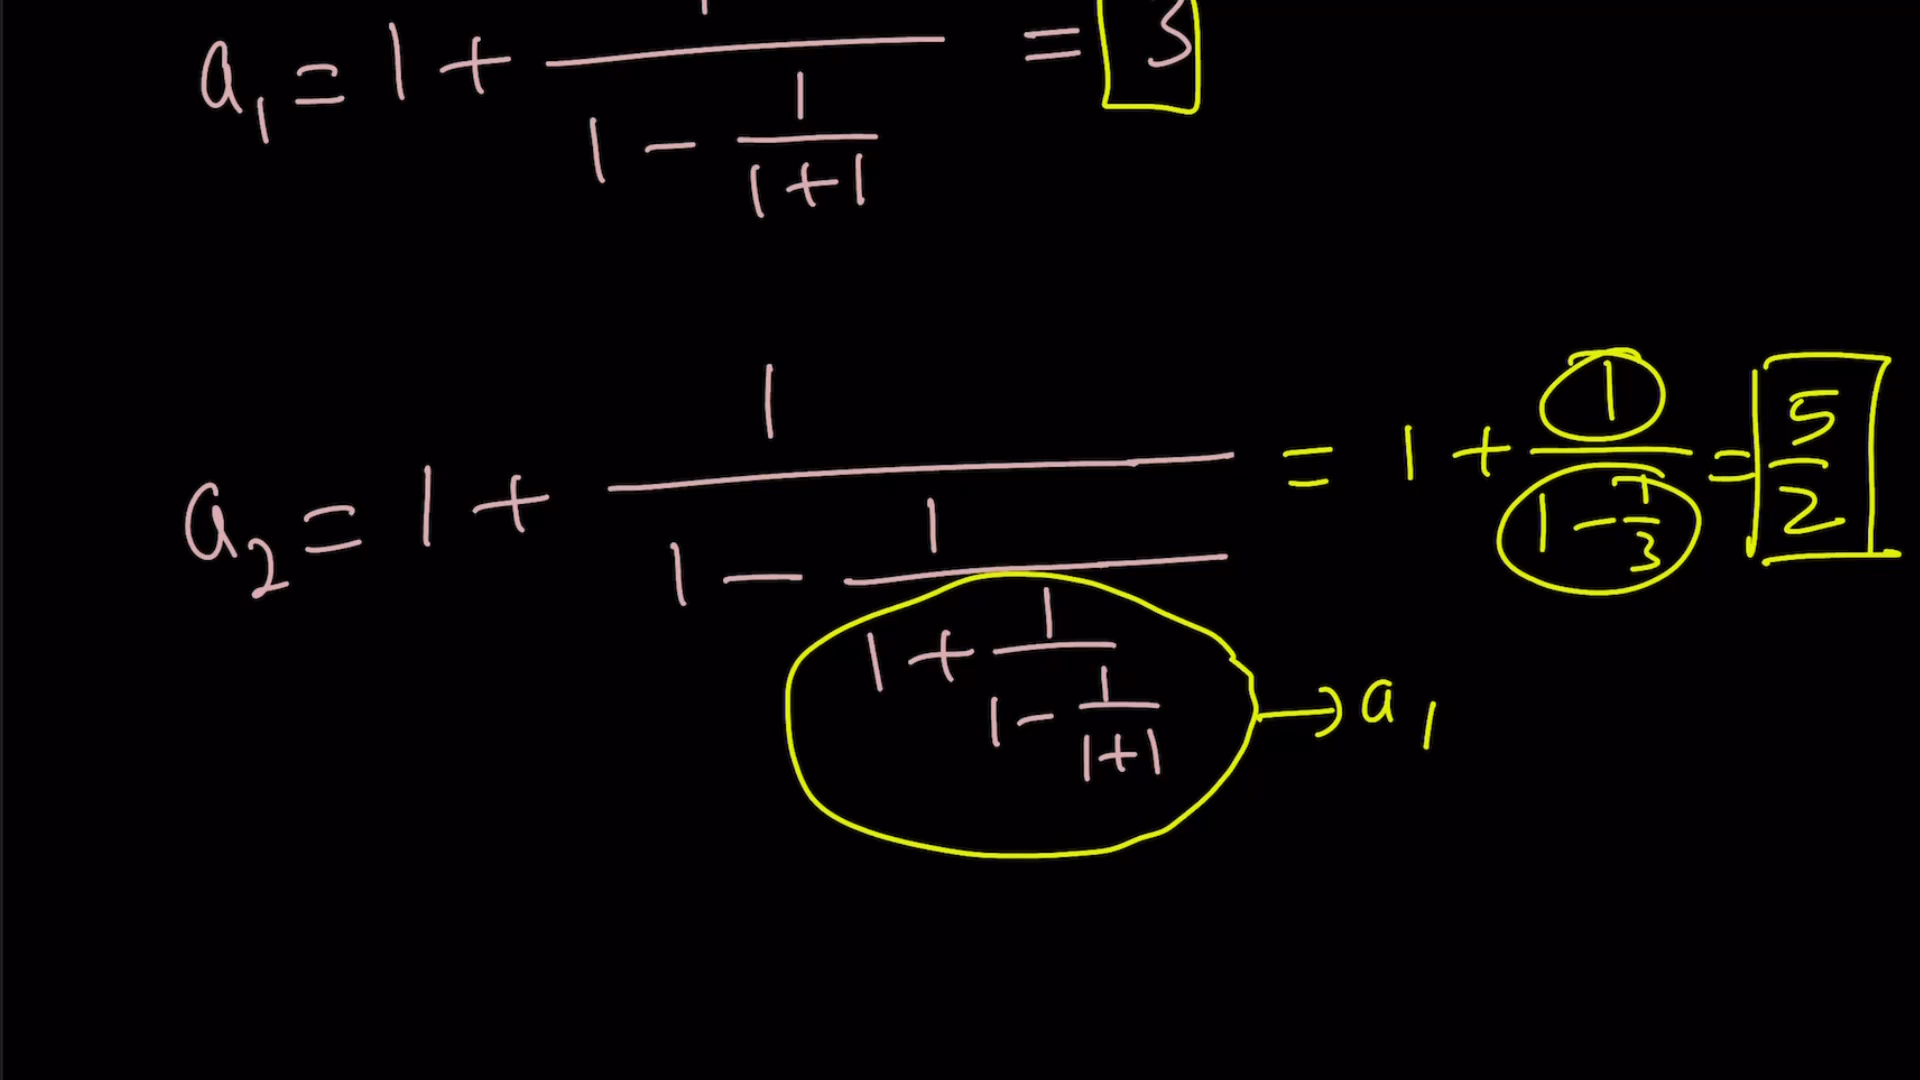 a₁ = 1 + 1/(1 - 1/(1+1)) = 3
a₂ = 1 + 1/(1 - 1/(1 + 1/(1 - 1/(1+1)))) = 1 + 1/(1 - 1/3) = 5/2
→ a₁